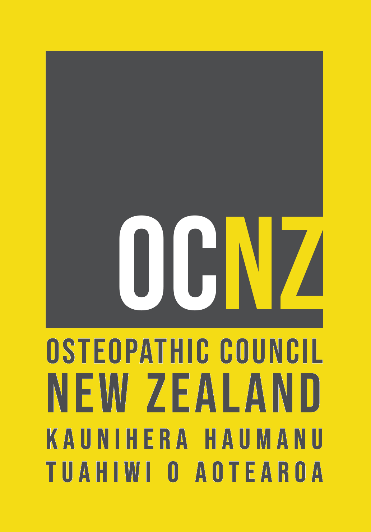 OCNZ
OSTEOPATHIC COUNCIL
NEW ZEALAND
KAUNIHERA HAUMANU
TUAHIWI O AOTEAROA